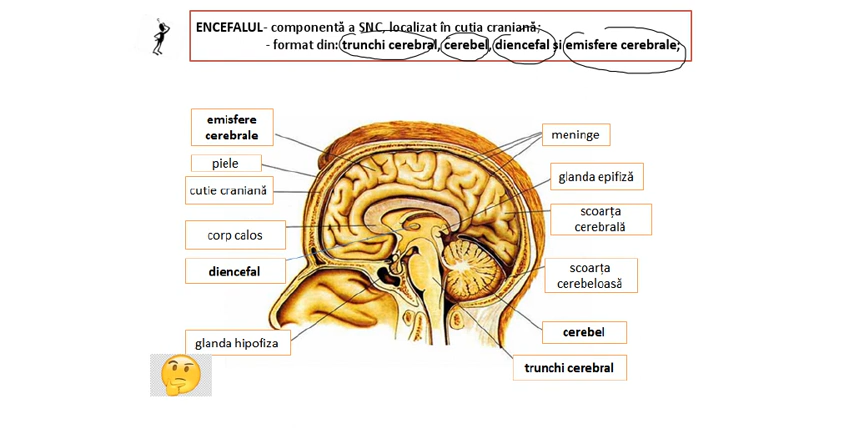 ENCEFALUL- componentă a SNC, localizat în cutia craniană;
- format din: trunchi cerebral, cerebel, diencefal și emisfere cerebrale;
emisfere
cerebrale
piele
cutie craniană
corp calos
diencefal
glanda hipofiza
meninge
glanda epifiză
scoarța
cerebrală
scoarța
cerebeloasă
cerebel
trunchi cerebral